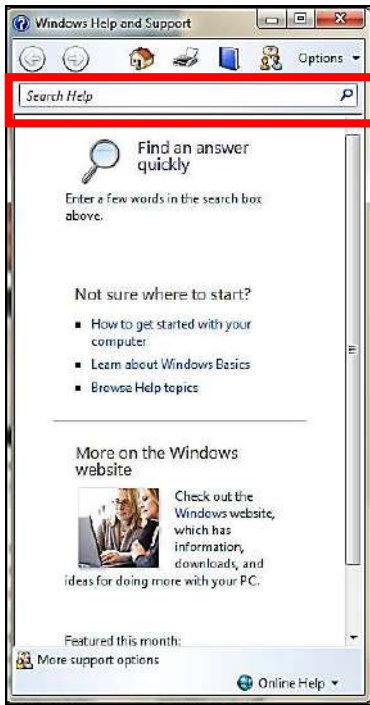 Windows Help and Support
Options
Search Help
Find an answer
quickly
Enter a few words in the search box
above.
Not sure where to start?
How to get started with your
computer
Learn about Windows Basics
Browse Help topics
More on the Windows
website
Check out the
Windows website,
which has
information,
downloads, and
ideas for doing more with your PC.
Featured this month:
More support options
Online Help